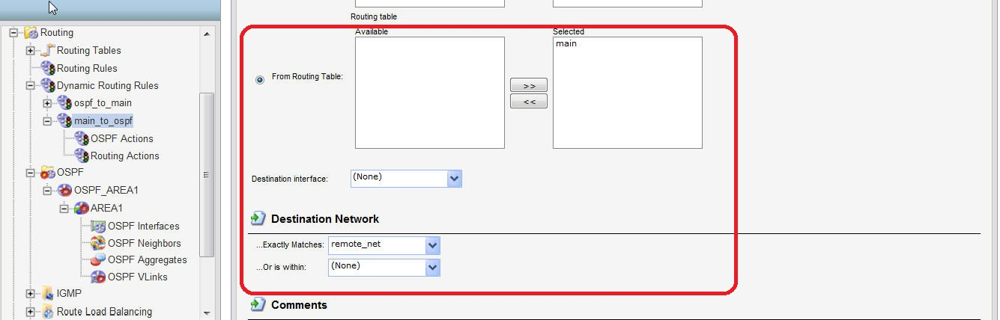 Routing
Routing Tables
Routing Rules
Dynamic Routing Rules
ospf_to_main
main_to_ospf
OSPF Actions
Routing Actions
OSPF
OSPF_AREA1
AREA1
OSPF Interfaces
OSPF Neighbors
OSPF Aggregates
OSPF VLinks
IGMP
Route Load Balancing
Routing table
Available
Selected
main
From Routing Table:
>>
<<
Destination interface:
(None)
Destination Network
...Exactly Matches:
remote_net
...Or is within:
(None)
Comments